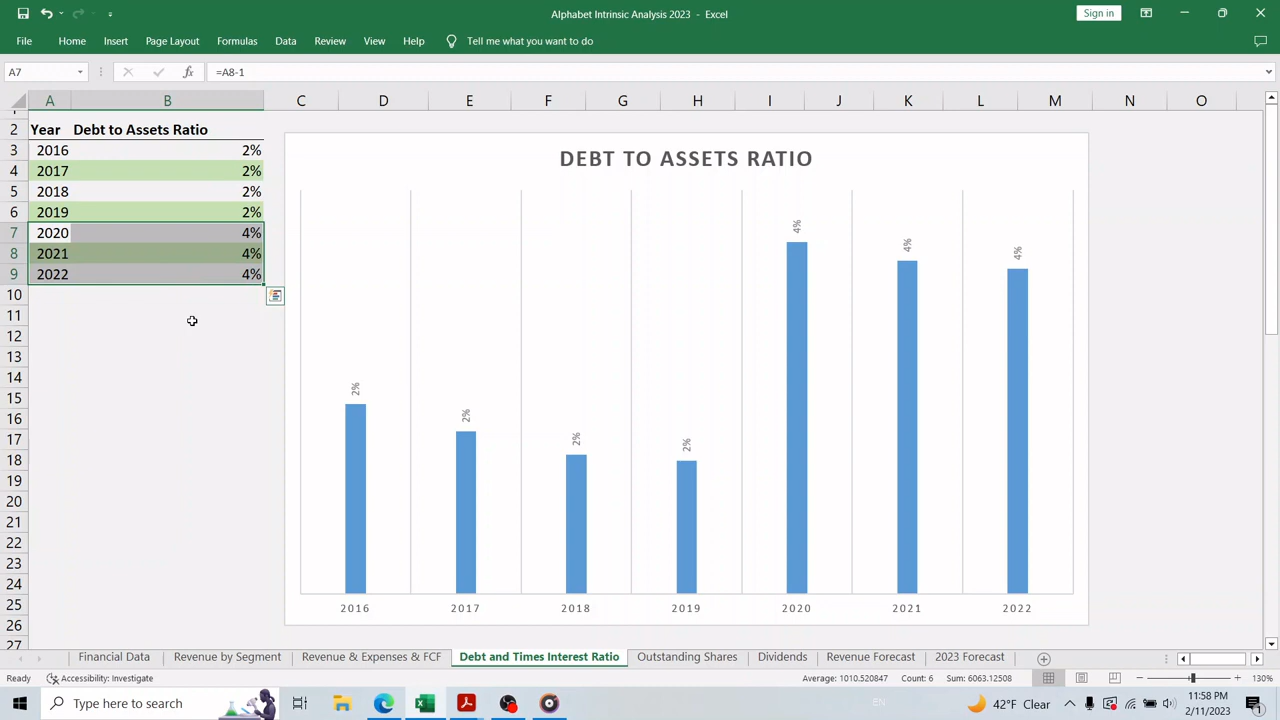 Alphabet Intrinsic Analysis 2023 - Excel
Sign in
File Home Insert Page Layout Formulas Data Review View Help Tell me what you want to do
A7 fx =A8-1
A B C D E F G H I J K L M N O
2 Year Debt to Assets Ratio
3 2016 2%
4 2017 2%
5 2018 2%
6 2019 2%
7 2020 4%
8 2021 4%
9 2022 4%
10
11
12
13
14
15
16
17
18
19
20
21
22
23
24
25
26
27
DEBT TO ASSETS RATIO
2% 2% 2% 2% 4% 4% 4%
2016 2017 2018 2019 2020 2021 2022
Financial Data Revenue by Segment Revenue & Expenses & FCF Debt and Times Interest Ratio Outstanding Shares Dividends Revenue Forecast 2023 Forecast
Ready Accessibility: Investigate Average: 1010.520847 Count: 6 Sum: 6063.12508 130%
Type here to search EN 42°F Clear 11:58 PM
2/11/2023 1